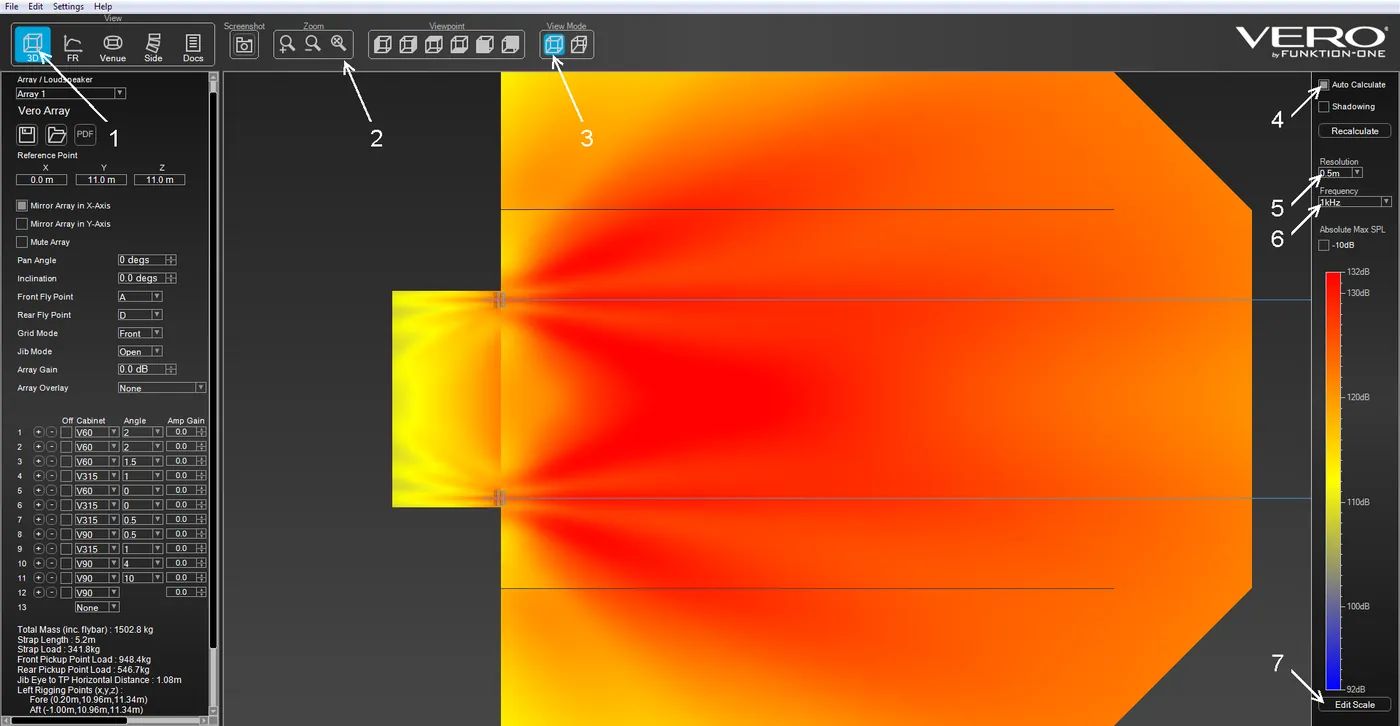 File Edit Settings Help
View
Screenshot
Zoom
Viewpoint
View Mode
3D FR Venue Side Docs
VERO
by FUNKTION-ONE
Array / Loudspeaker
Array 1
Vero Array
PDF
Reference Point
X Y Z
0.0 m 11.0 m 11.0 m
Mirror Array in X-Axis
Mirror Array in Y-Axis
Mute Array
Pan Angle 0 degs
Inclination 0.0 degs
Front Fly Point A
Rear Fly Point D
Grid Mode Front
Jib Mode Open
Array Gain 0.0 dB
Array Overlay None
Off Cabinet Angle Amp Gain
1 + - V60 2 0.0
2 + - V60 2 0.0
3 + - V60 1.5 0.0
4 + - V315 1 0.0
5 + - V60 0 0.0
6 + - V315 0 0.0
7 + - V315 0.5 0.0
8 + - V90 0.5 0.0
9 + - V315 1 0.0
10 + - V90 4 0.0
11 + - V90 10 0.0
12 + - V90 0.0
13 None
Total Mass (inc. flybar) : 1502.8 kg
Strap Length : 5.2m
Strap Load : 341.8kg
Front Pickup Point Load : 948.4kg
Rear Pickup Point Load : 546.7kg
Jib Eye to TP Horizontal Distance : 1.08m
Left Rigging Points (x,y,z) :
Fore (0.20m,10.96m,11.34m)
Aft (-1.00m,10.96m,11.34m)
1
2
3
4
5
6
7
Auto Calculate
Shadowing
Recalculate
Resolution
0.5m
Frequency
1kHz
Absolute Max SPL
-10dB
132dB
130dB
120dB
110dB
100dB
92dB
Edit Scale